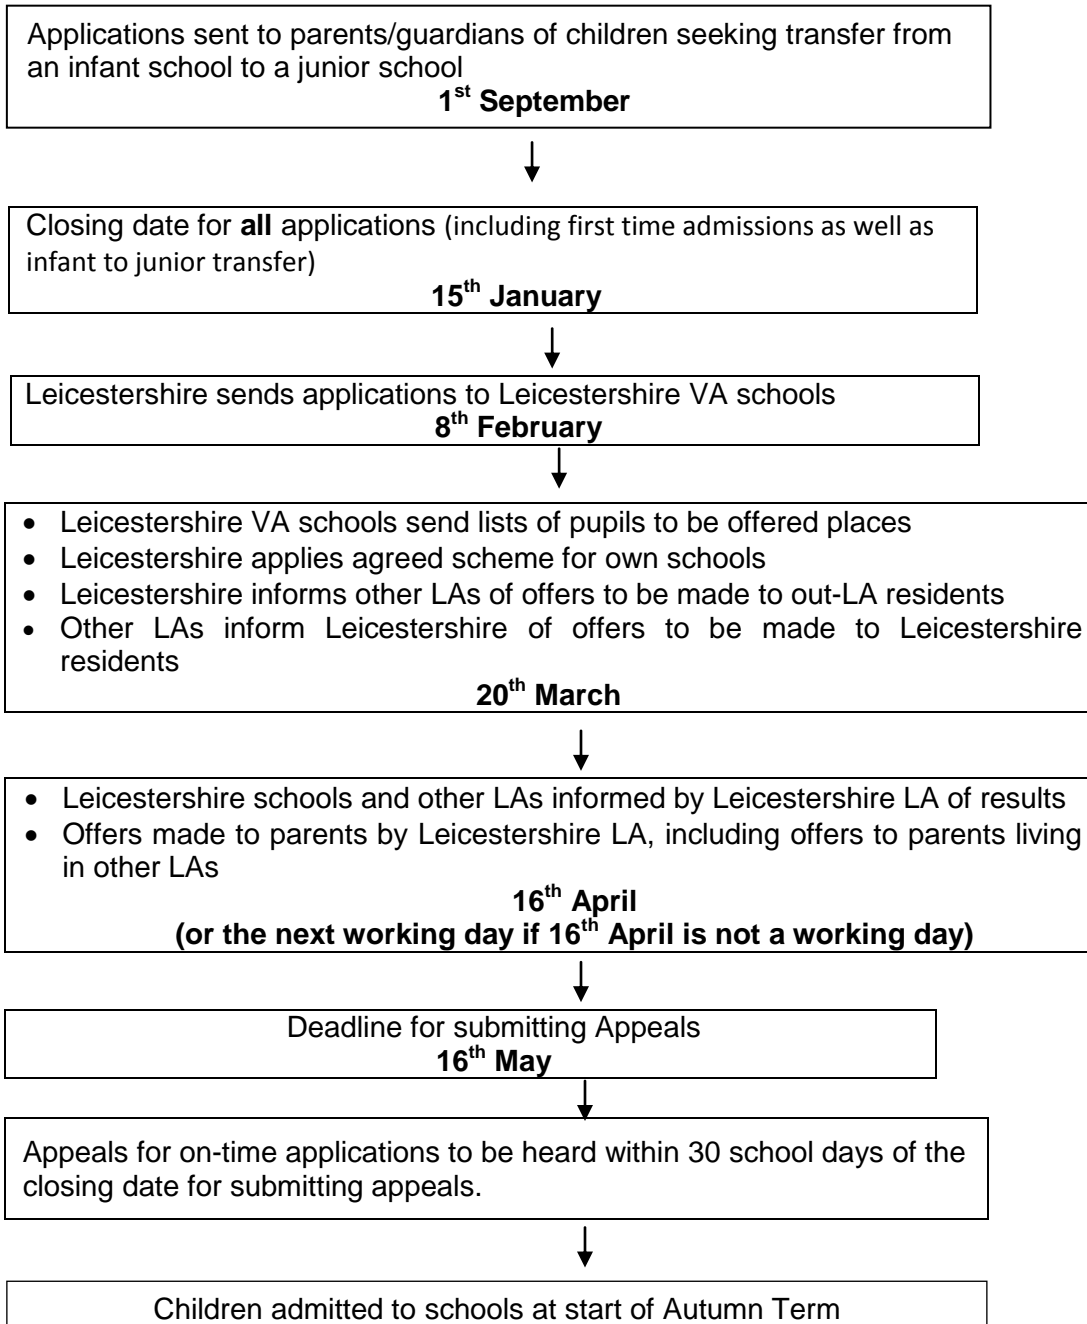 Applications sent to parents/guardians of children seeking transfer from
an infant school to a junior school
1st September
Closing date for all applications (including first time admissions as well as
infant to junior transfer)
15th January
Leicestershire sends applications to Leicestershire VA schools
8th February
• Leicestershire VA schools send lists of pupils to be offered places
• Leicestershire applies agreed scheme for own schools
• Leicestershire informs other LAs of offers to be made to out-LA residents
• Other LAs inform Leicestershire of offers to be made to Leicestershire
residents
20th March
• Leicestershire schools and other LAs informed by Leicestershire LA of results
• Offers made to parents by Leicestershire LA, including offers to parents living
in other LAs
16th April
(or the next working day if 16th April is not a working day)
Deadline for submitting Appeals
16th May
Appeals for on-time applications to be heard within 30 school days of the
closing date for submitting appeals.
Children admitted to schools at start of Autumn Term